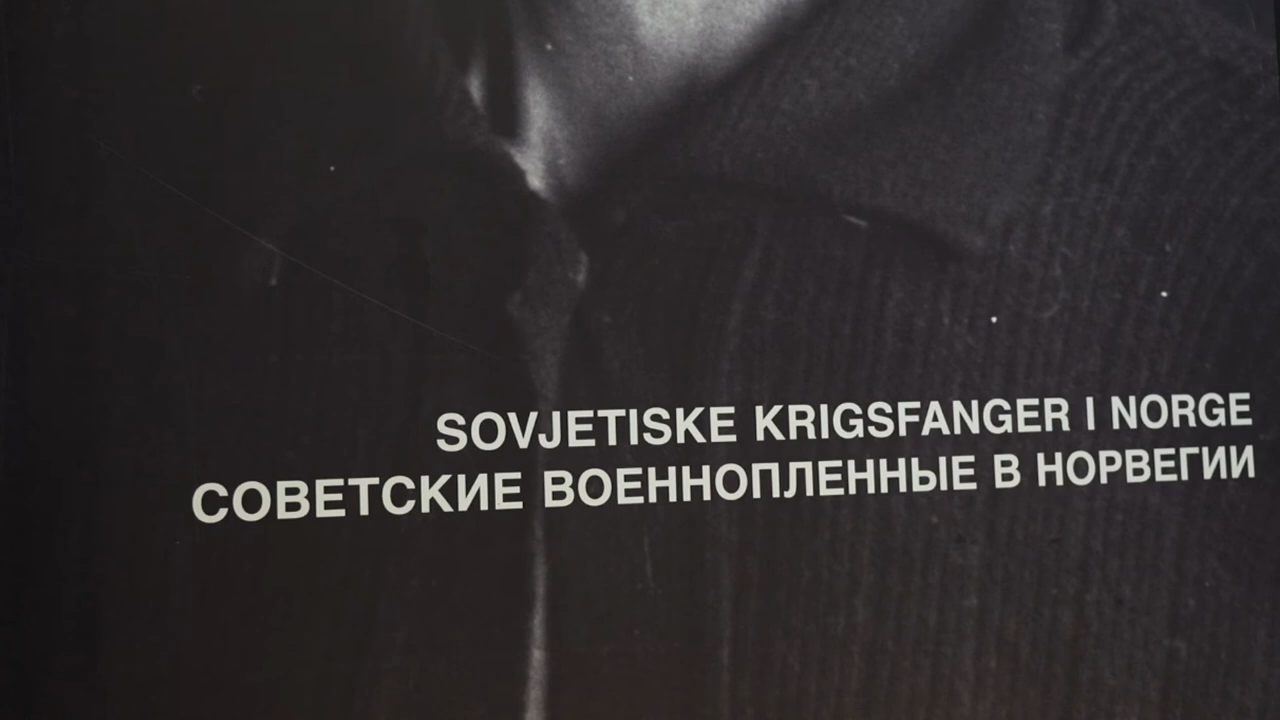 SOVJETISKE KRIGSFANGER I NORGE
СОВЕТСКИЕ ВОЕННОПЛЕННЫЕ В НОРВЕГИИ